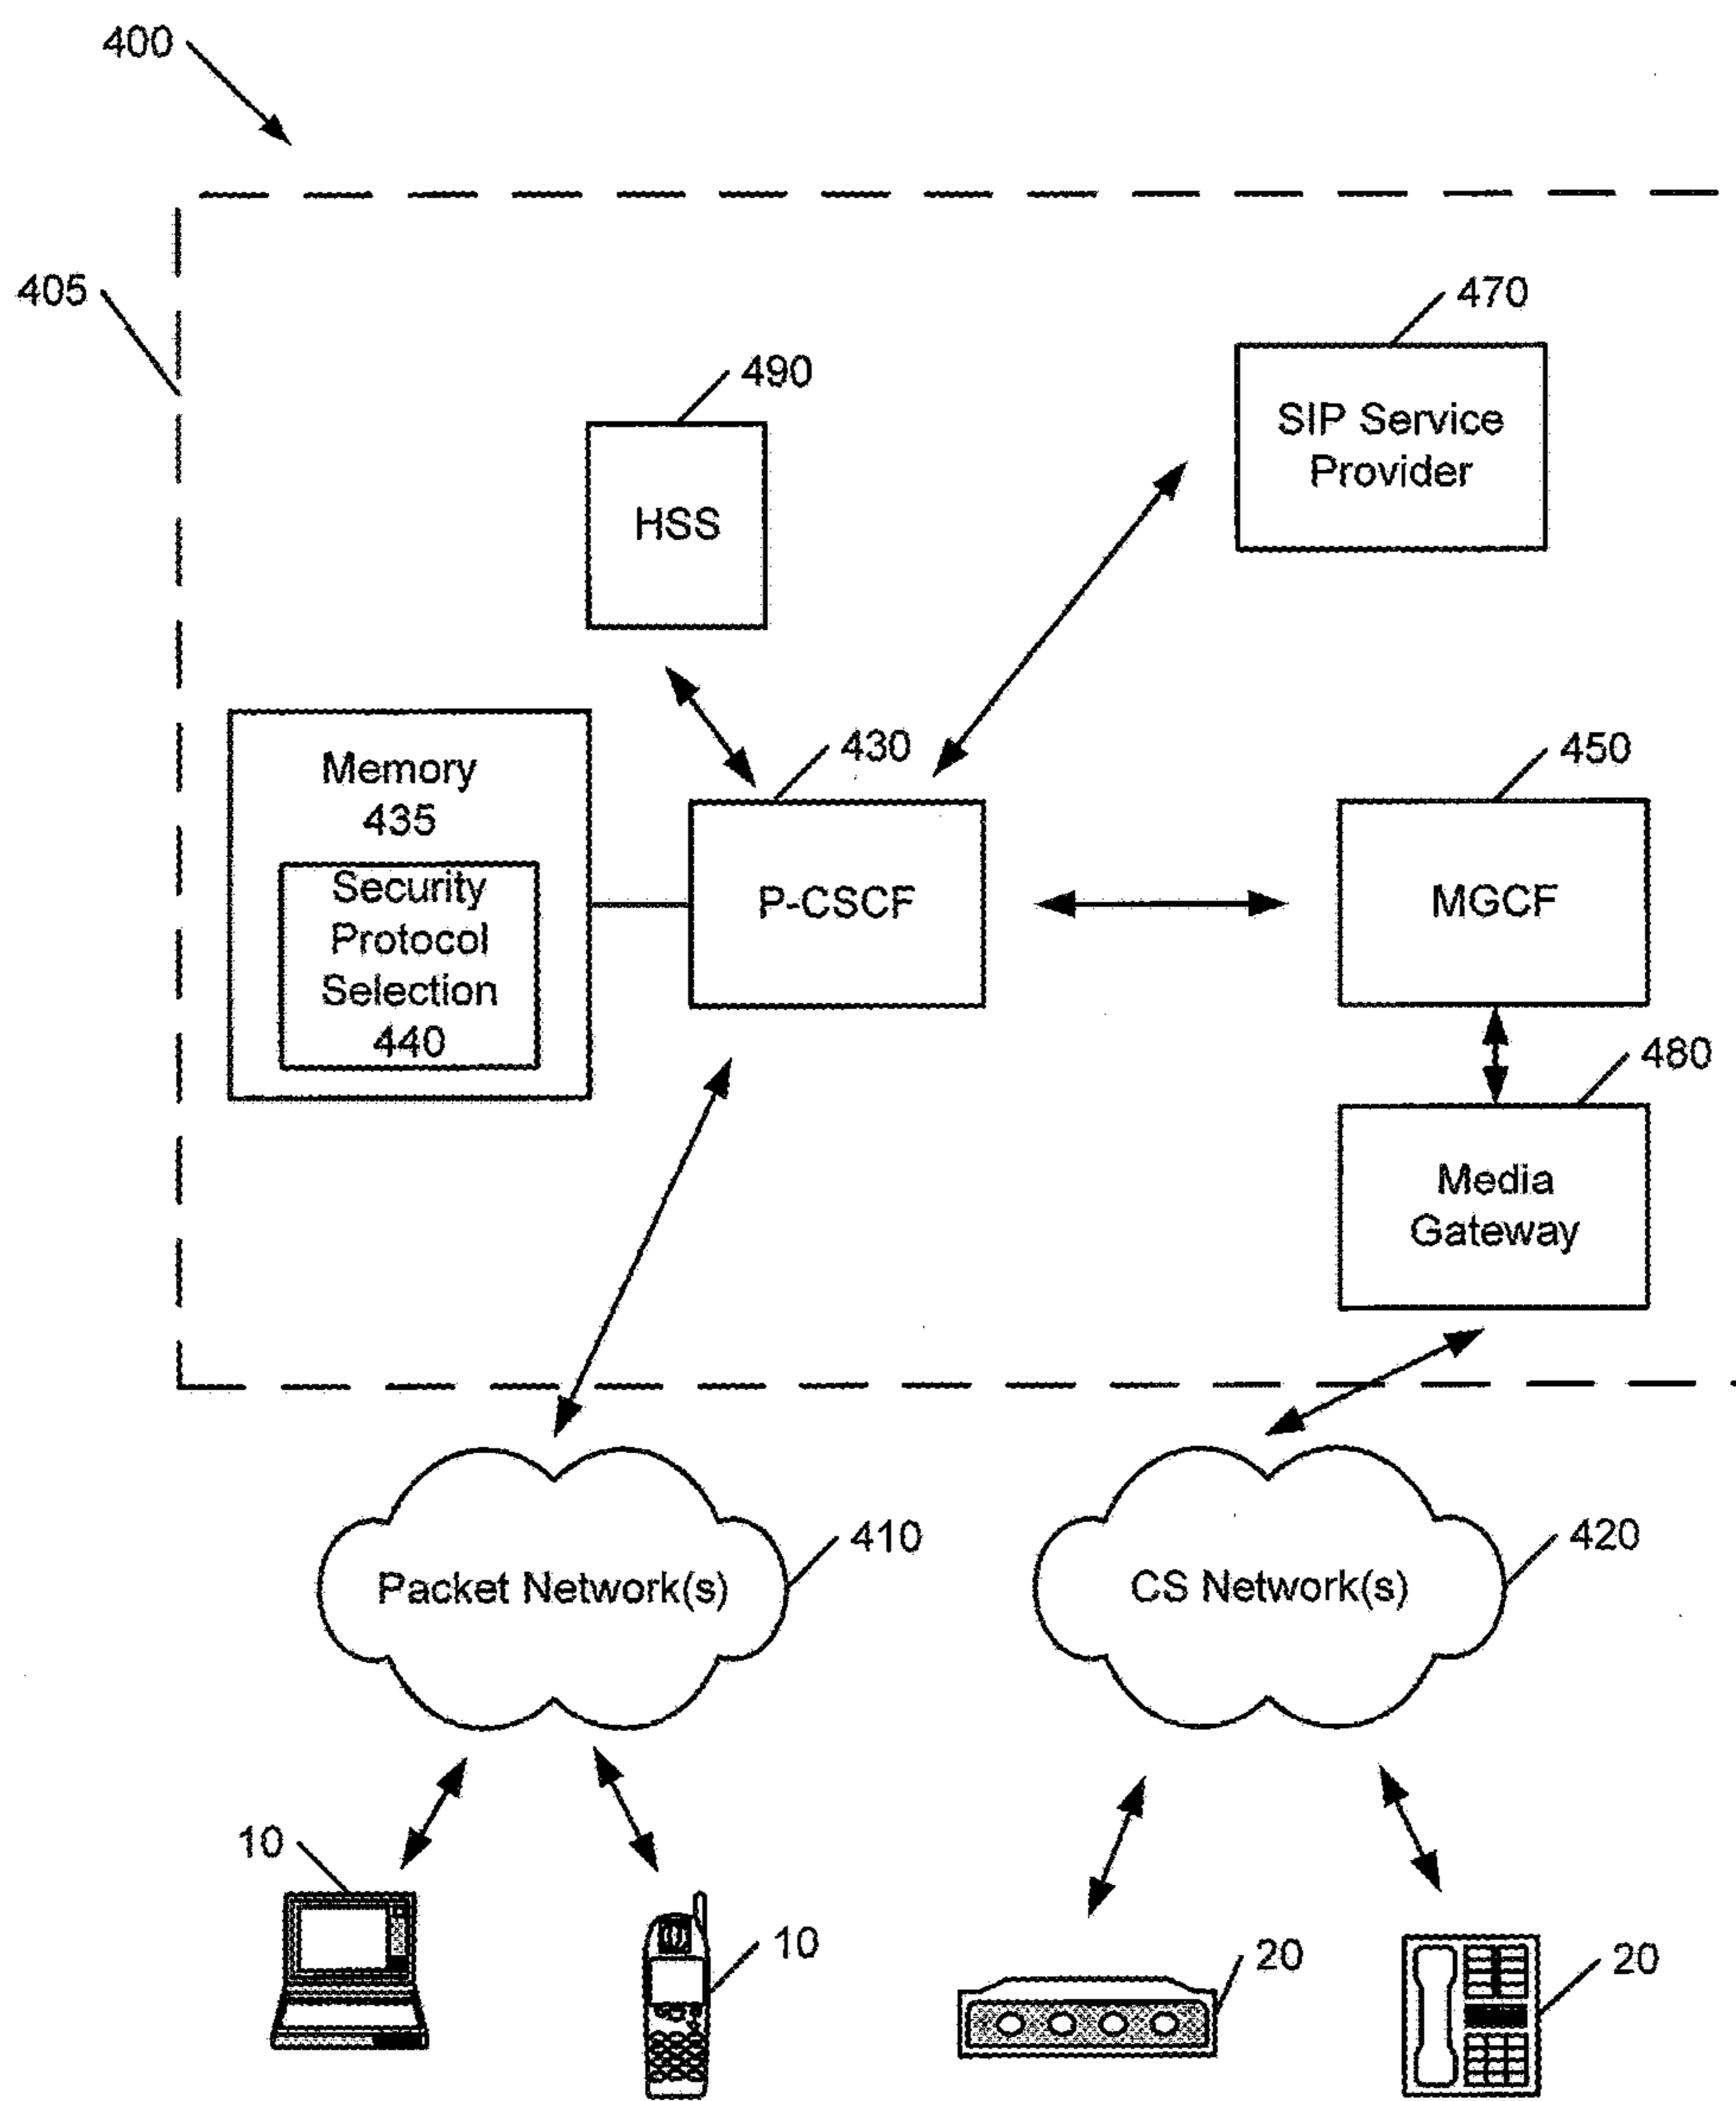 400
405
470
SIP Service
Provider
490
HSS
430
P-CSCF
450
MGCF
Memory
435
Security
Protocol
Selection
440
480
Media
Gateway
410
Packet Network(s)
420
CS Network(s)
10
10
20
20